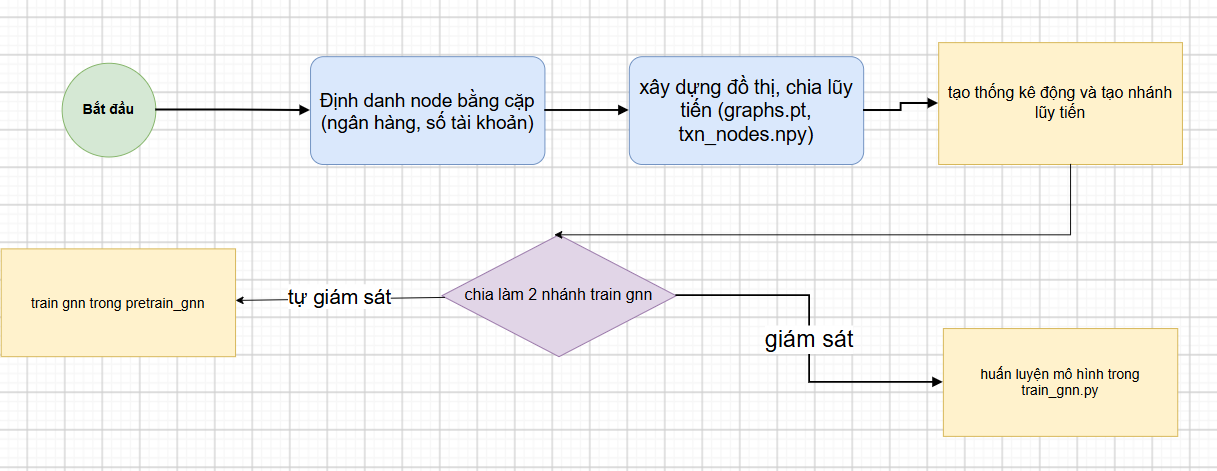 Bắt đầu
Định danh node bằng cặp
(ngân hàng, số tài khoản)
xây dựng đồ thị, chia lũy
tiến (graphs.pt,
txn_nodes.npy)
tạo thống kê động và tạo nhánh
lũy tiến
chia làm 2 nhánh train gnn
tự giám sát
train gnn trong pretrain_gnn
giám sát
huấn luyện mô hình trong
train_gnn.py